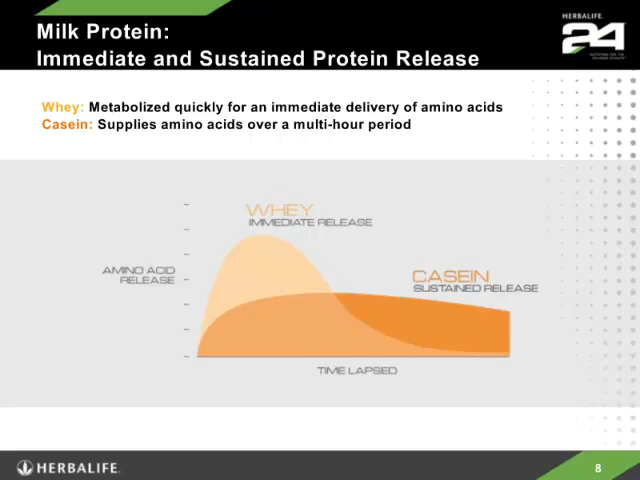 Milk Protein:
Immediate and Sustained Protein Release
HERBALIFE
24
Whey: Metabolized quickly for an immediate delivery of amino acids
Casein: Supplies amino acids over a multi-hour period
WHEY
IMMEDIATE RELEASE
AMINO ACID
RELEASE
CASEIN
SUSTAINED RELEASE
TIME LAPSED
HERBALIFE.
8